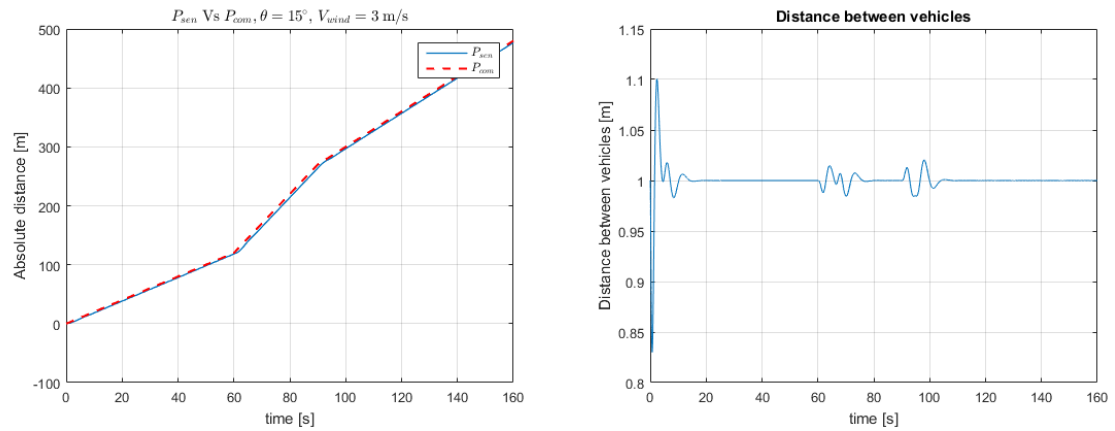 P_sen Vs P_com, θ = 15°, V_wind = 3 m/s
500
400
300
200
100
0
-100
Absolute distance [m]
P_sen
P_com
0 20 40 60 80 100 120 140 160
time [s]
Distance between vehicles
1.15
1.1
1.05
1
0.95
0.9
0.85
0.8
Distance between vehicles [m]
0 20 40 60 80 100 120 140 160
time [s]